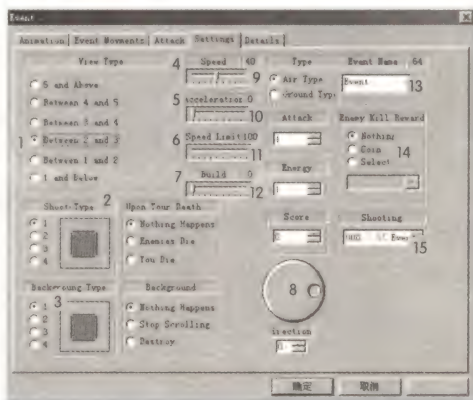 Event
Animation Event Movments Attack Settings Details
View Type
5 and Above
Between 4 and 5
Between 3 and 4
1 Between 2 and 3
Between 1 and 2
1 and below
4 Speed 40
9
5 acceleration 0
10
6 Speed Limit 100
11
7 Build 0
12
Type
Air Type
Ground Typ
Event Name 64
Event
13
Attack
Energy
Enemy Kill Reward
Nothing
Coin
Select
14
Score
0
Shooting
15
Shoot-Type 2
1
2
3
4
Upon Your Death
Nothing Happens
Enemies Die
You Die
Backgroung Type
3
1
2
3
4
Background
Nothing Happens
Stop Scrolling
Destroy
8
irection
确定 取消